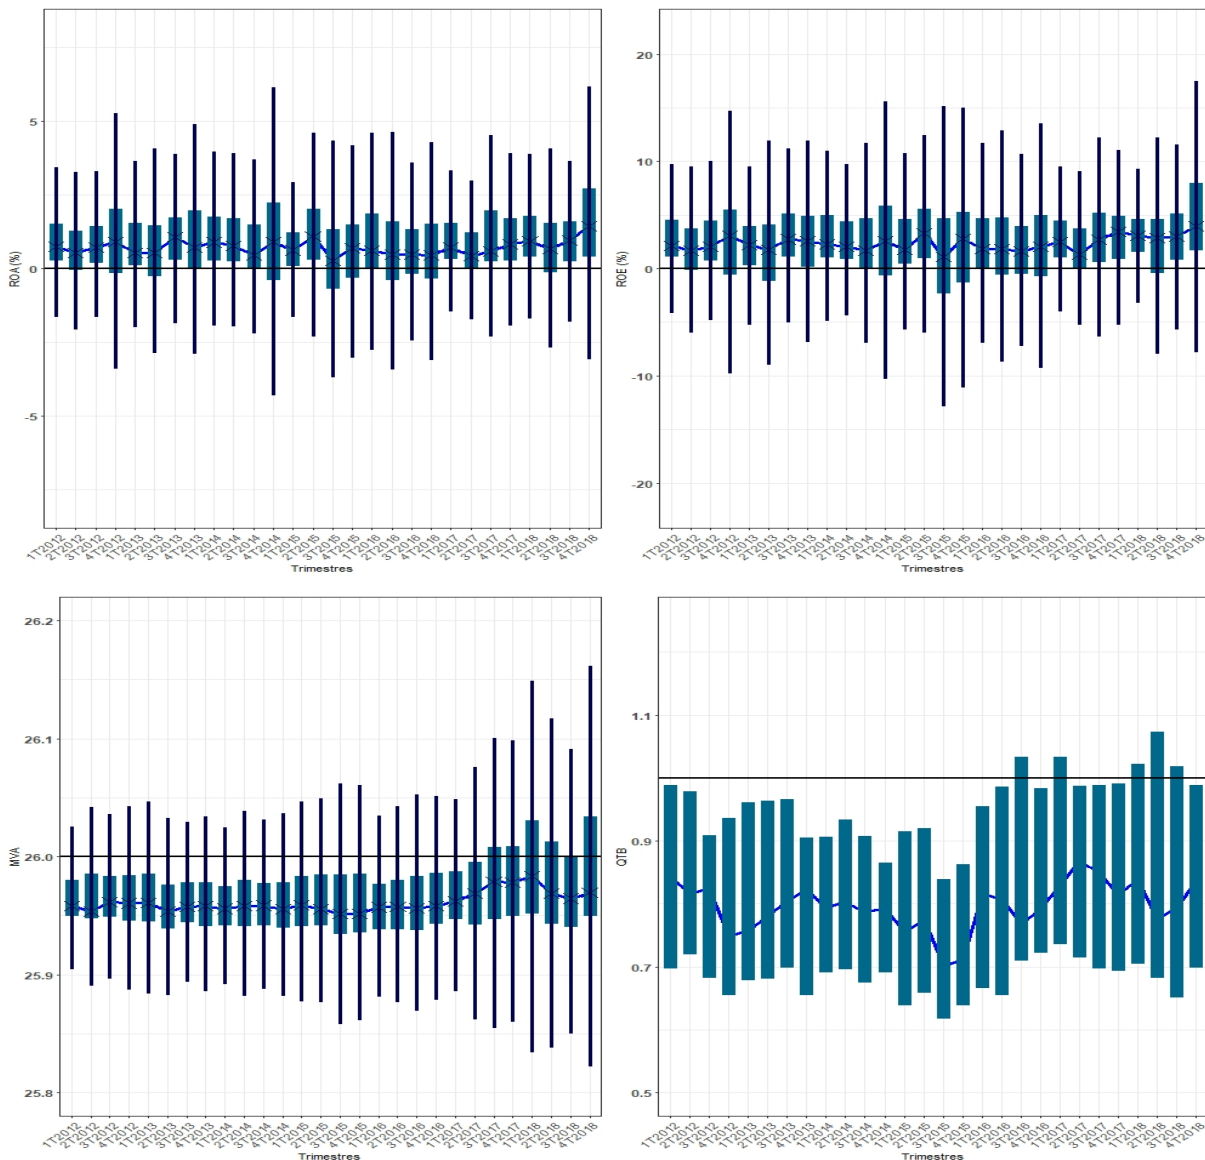 5
0
-5
ROA (%)
1T2012
2T2012
3T2012
4T2012
1T2013
2T2013
3T2013
4T2013
1T2014
2T2014
3T2014
4T2014
1T2015
2T2015
3T2015
4T2015
1T2016
2T2016
3T2016
4T2016
1T2017
2T2017
3T2017
4T2017
1T2018
2T2018
3T2018
4T2018
Trimestres
20
10
0
-10
-20
ROE (%)
1T2012
2T2012
3T2012
4T2012
1T2013
2T2013
3T2013
4T2013
1T2014
2T2014
3T2014
4T2014
1T2015
2T2015
3T2015
4T2015
1T2016
2T2016
3T2016
4T2016
1T2017
2T2017
3T2017
4T2017
1T2018
2T2018
3T2018
4T2018
Trimestres
26.2
26.1
26.0
25.9
25.8
MVA
1T2012
2T2012
3T2012
4T2012
1T2013
2T2013
3T2013
4T2013
1T2014
2T2014
3T2014
4T2014
1T2015
2T2015
3T2015
4T2015
1T2016
2T2016
3T2016
4T2016
1T2017
2T2017
3T2017
4T2017
1T2018
2T2018
3T2018
4T2018
Trimestres
1.1
0.9
0.7
0.5
QTB
1T2012
2T2012
3T2012
4T2012
1T2013
2T2013
3T2013
4T2013
1T2014
2T2014
3T2014
4T2014
1T2015
2T2015
3T2015
4T2015
1T2016
2T2016
3T2016
4T2016
1T2017
2T2017
3T2017
4T2017
1T2018
2T2018
3T2018
4T2018
Trimestres